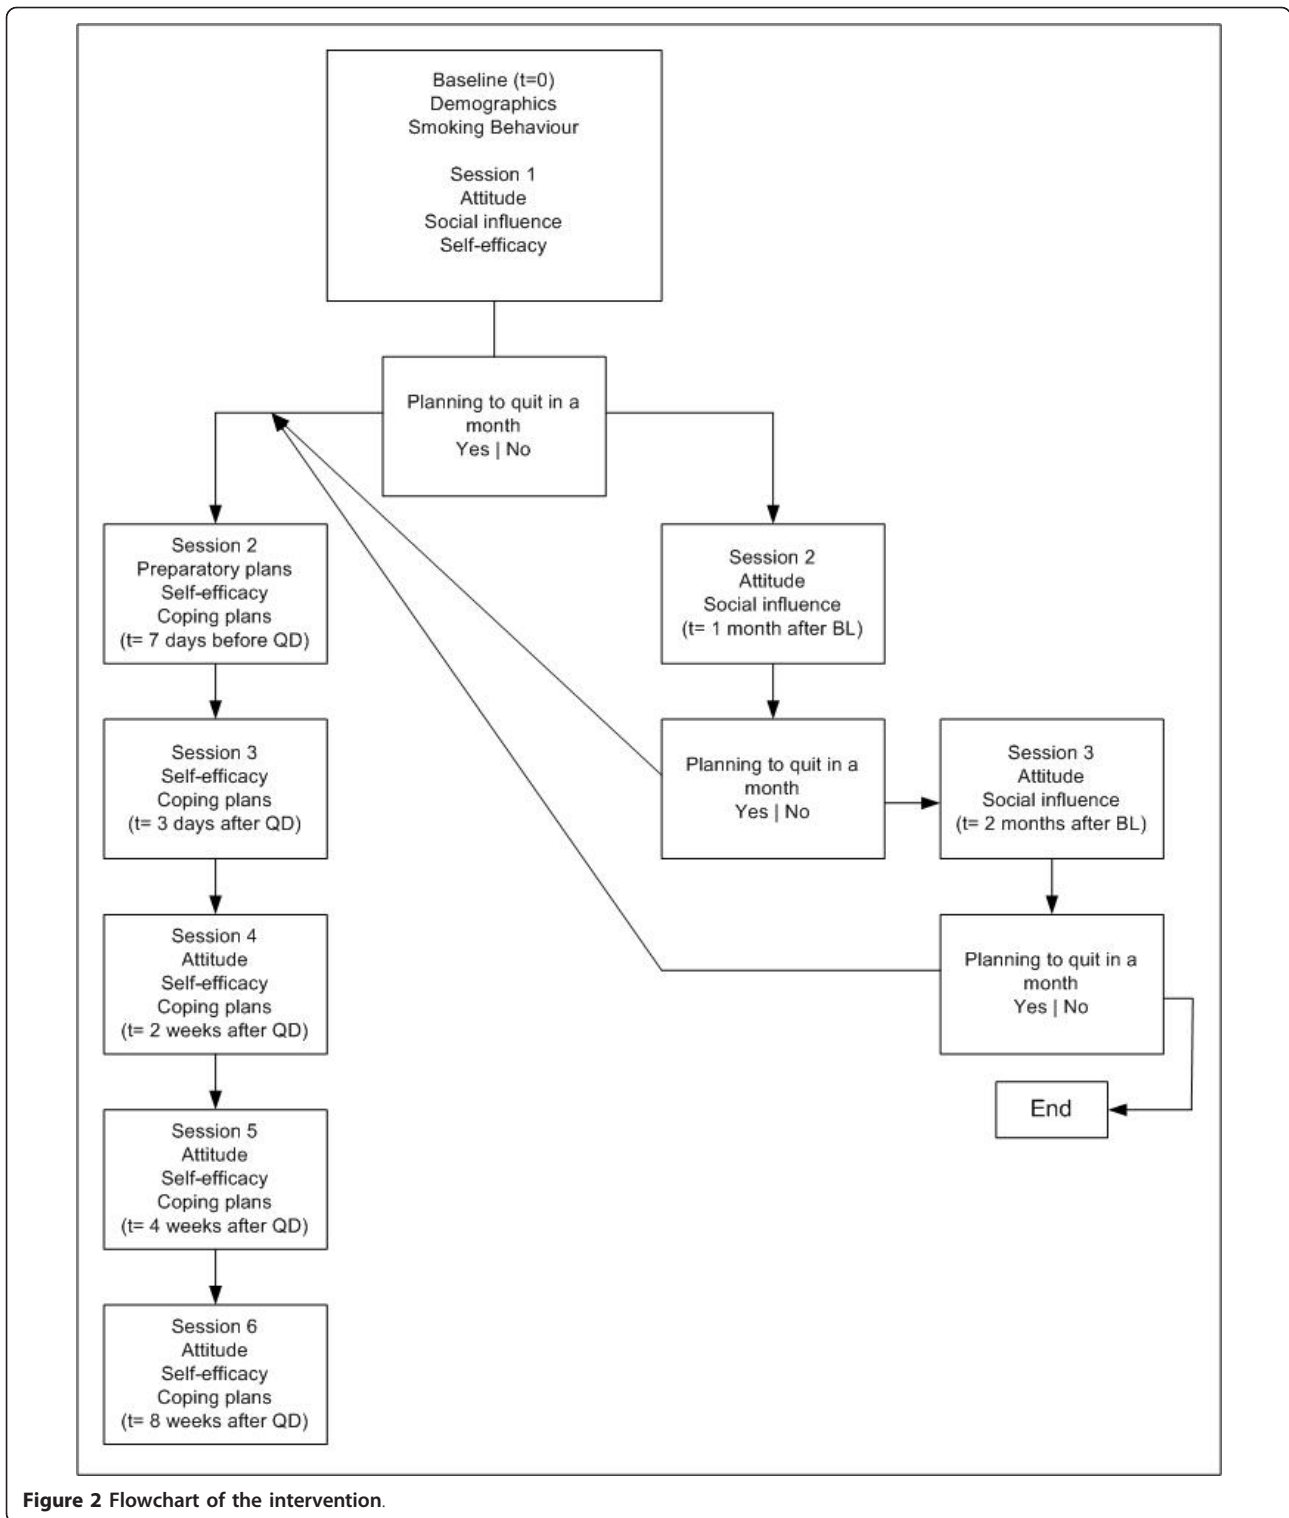 Baseline (t=0)
Demographics
Smoking Behaviour
Session 1
Attitude
Social influence
Self-efficacy
Planning to quit in a
month
Yes | No
Session 2
Preparatory plans
Self-efficacy
Coping plans
(t= 7 days before QD)
Session 2
Attitude
Social influence
(t= 1 month after BL)
Session 3
Self-efficacy
Coping plans
(t= 3 days after QD)
Planning to quit in a
month
Yes | No
Session 3
Attitude
Social influence
(t= 2 months after BL)
Session 4
Attitude
Self-efficacy
Coping plans
(t= 2 weeks after QD)
Planning to quit in a
month
Yes | No
End
Session 5
Attitude
Self-efficacy
Coping plans
(t= 4 weeks after QD)
Session 6
Attitude
Self-efficacy
Coping plans
(t= 8 weeks after QD)
Figure 2 Flowchart of the intervention.